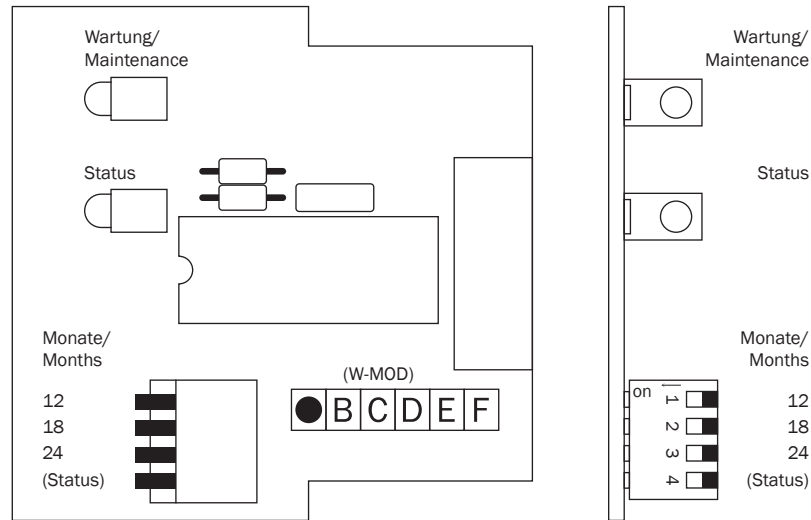 Wartung/
Maintenance
Status
Monate/
Months
12
18
24
(Status)
(W-MOD)
B C D E F
Wartung/
Maintenance
Status
Monate/
Months
on
1 12
2 18
3 24
4 (Status)